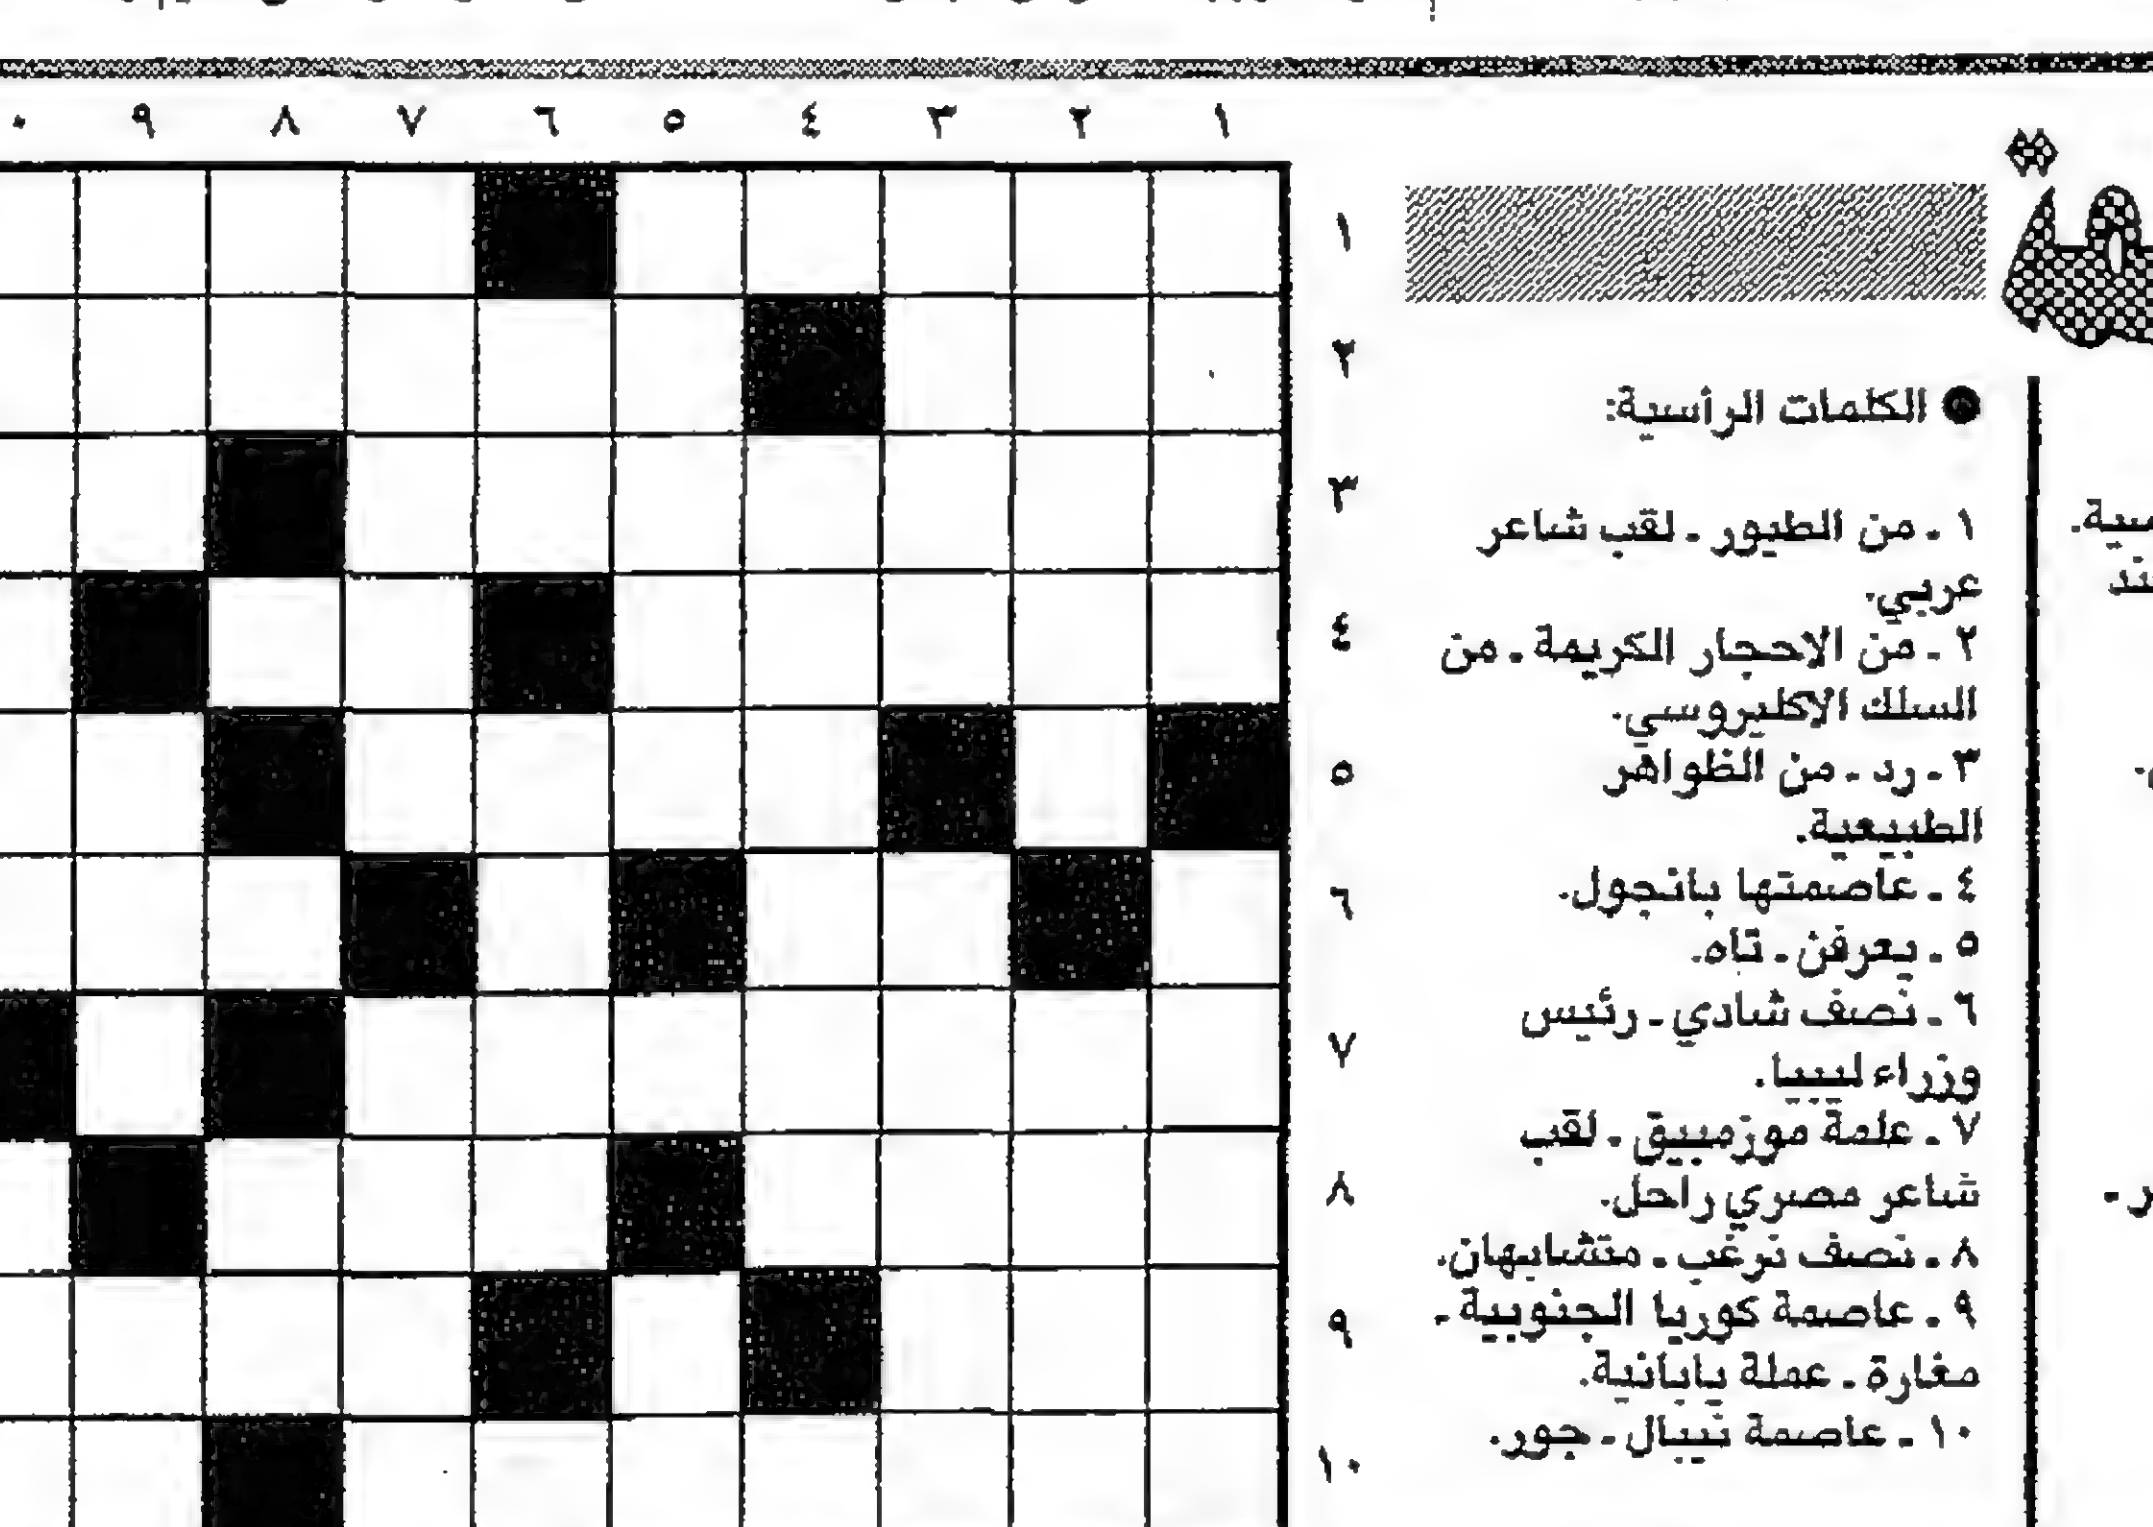 ١ ٢ ٣ ٤ ٥ ٦ ٧ ٨ ٩ ٠
١
٢
٣
٤
٥
٦
٧
٨
٩
١٠
● الكلمات الرأسية:
١ ـ من الطيور ـ لقب شاعر
عربي.
٢ ـ من الاحجار الكريمة ـ من
السلك الإكليروسي.
٣ ـ رد ـ من الظواهر
الطبيعية.
٤ ـ عاصمتها بانجول.
٥ ـ يعرفن ـ تاه.
٦ ـ نصف شادي ـ رئيس
وزراء ليبيا.
٧ ـ علمة موزمبيق ـ لقب
شاعر مصري راحل.
٨ ـ نصف نرغب ـ متشابهان.
٩ ـ عاصمة كوريا الجنوبية ـ
مغارة ـ عملة يابانية.
١٠ ـ عاصمة نيبال ـ جور.